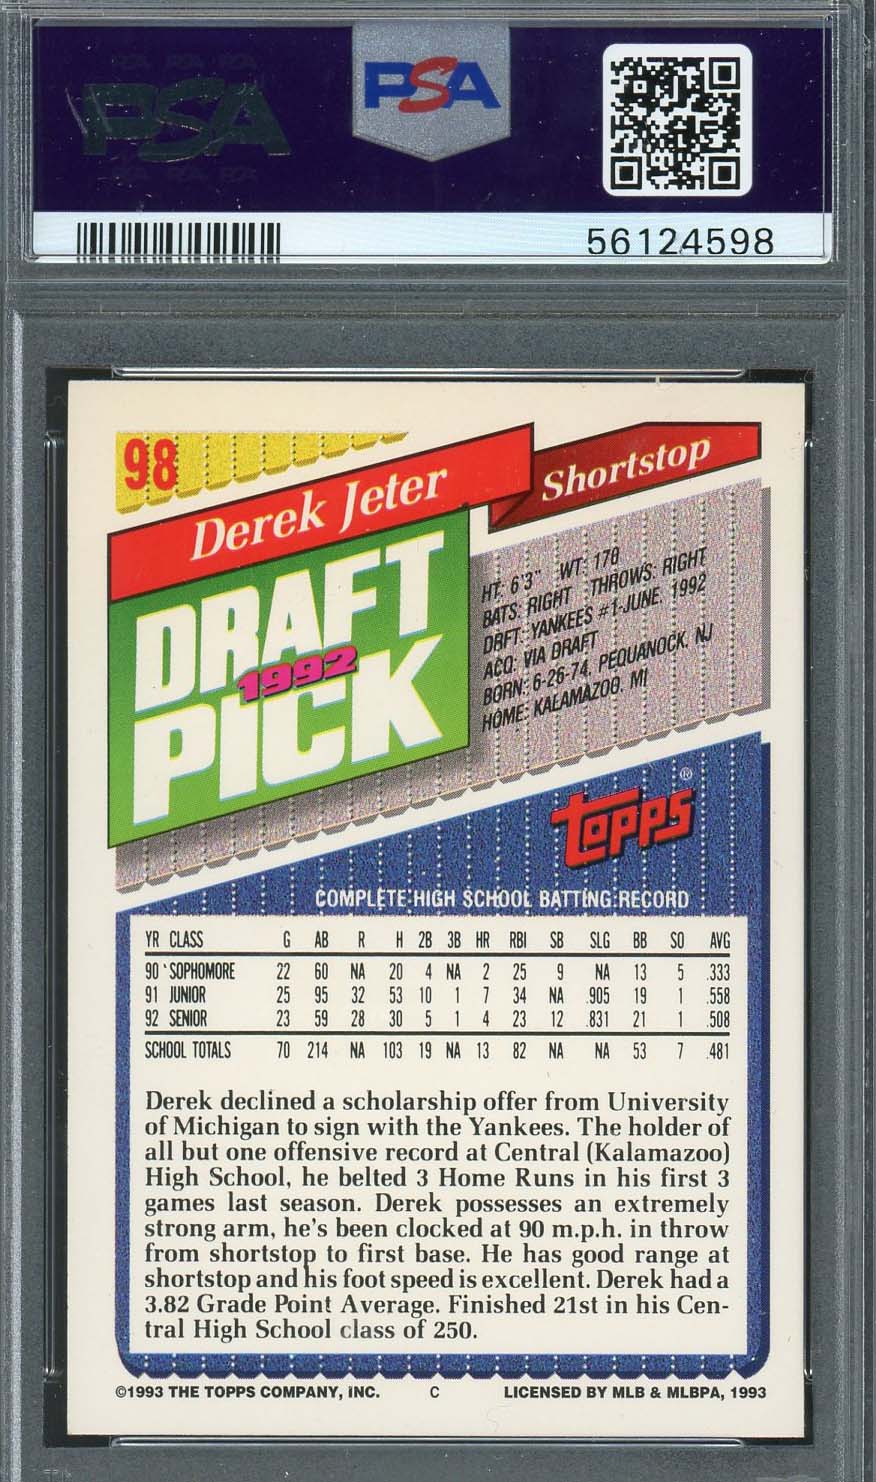 PSA PSA PSA
PSA
PSA
PSA PSA PSA
56124598
98
Derek Jeter
Shortstop
DRAFT
1992
PICK
HT: 6'3" WT: 178
BATS: RIGHT THROWS: RIGHT
DRFT: YANKEES #1-JUNE, 1992
ACQ: VIA DRAFT
BORN: 6-26-74, PEQUANOCK, NJ
HOME: KALAMAZOO, MI
topps®
COMPLETE HIGH SCHOOL BATTING RECORD
YR CLASS G AB R H 2B 3B HR RBI SB SLG BB SO AVG
90 SOPHOMORE 22 60 NA 20 4 NA 2 25 9 NA 13 5 .333
91 JUNIOR 25 95 32 53 10 1 7 34 NA .905 19 1 .558
92 SENIOR 23 59 28 30 5 1 4 23 12 .831 21 1 .508
SCHOOL TOTALS 70 214 NA 103 19 NA 13 82 NA NA 53 7 .481
Derek declined a scholarship offer from University
of Michigan to sign with the Yankees. The holder of
all but one offensive record at Central (Kalamazoo)
High School, he belted 3 Home Runs in his first 3
games last season. Derek possesses an extremely
strong arm, he's been clocked at 90 m.p.h. in throw
from shortstop to first base. He has good range at
shortstop and his foot speed is excellent. Derek had a
3.82 Grade Point Average. Finished 21st in his Cen-
tral High School class of 250.
©1993 THE TOPPS COMPANY, INC. C LICENSED BY MLB & MLBPA, 1993